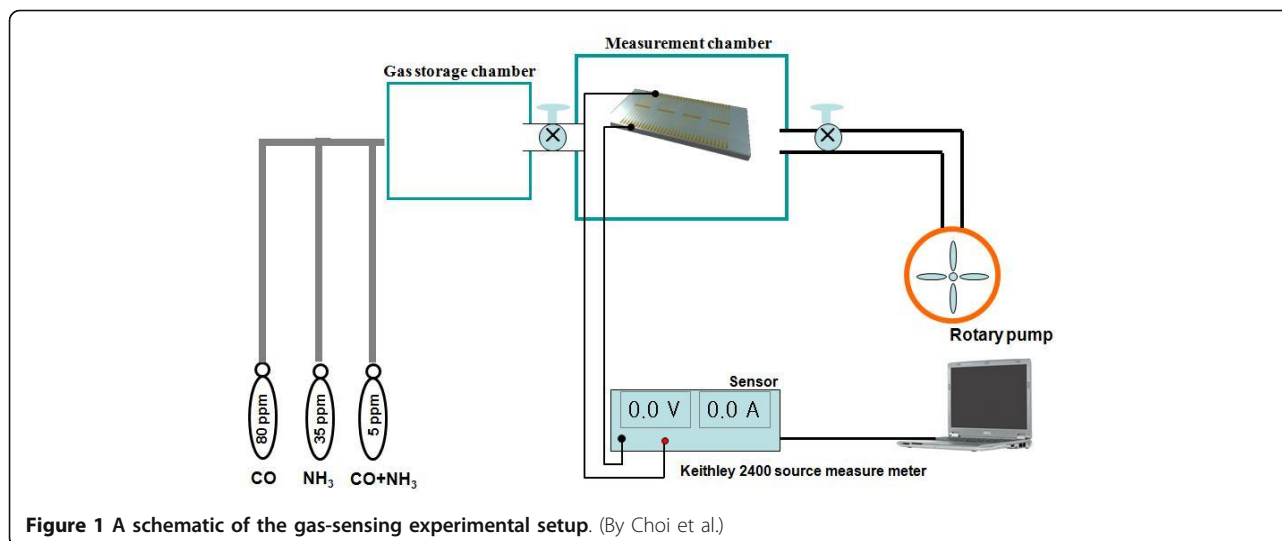 Measurement chamber
Gas storage chamber
Rotary pump
Sensor
0.0 V 0.0 A
80 ppm
35 ppm
5 ppm
CO NH₃ CO+NH₃
Keithley 2400 source measure meter
Figure 1 A schematic of the gas-sensing experimental setup. (By Choi et al.)